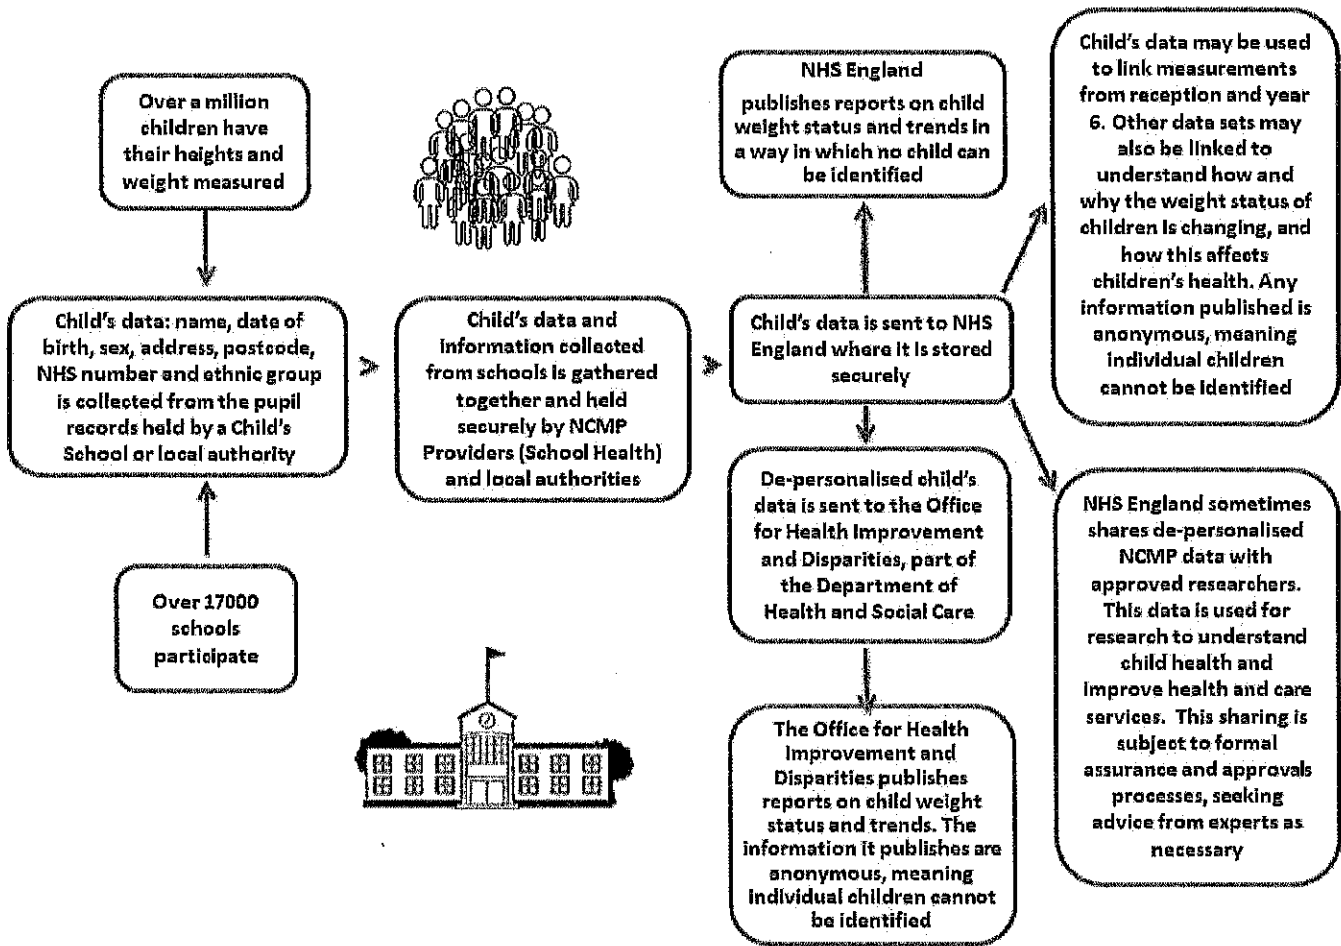 Over a million
children have
their heights and
weight measured
Child's data: name, date of
birth, sex, address, postcode,
NHS number and ethnic group
is collected from the pupil
records held by a Child's
School or local authority
Over 17000
schools
participate
Child's data and
information collected
from schools is gathered
together and held
securely by NCMP
Providers (School Health)
and local authorities
NHS England
publishes reports on child
weight status and trends in
a way in which no child can
be identified
Child's data is sent to NHS
England where it is stored
securely
De-personalised child's
data is sent to the Office
for Health Improvement
and Disparities, part of
the Department of
Health and Social Care
The Office for Health
Improvement and
Disparities publishes
reports on child weight
status and trends. The
information it publishes are
anonymous, meaning
individual children cannot
be identified
Child's data may be used
to link measurements
from reception and year
6. Other data sets may
also be linked to
understand how and
why the weight status of
children is changing, and
how this affects
children's health. Any
information published is
anonymous, meaning
individual children
cannot be identified
NHS England sometimes
shares de-personalised
NCMP data with
approved researchers.
This data is used for
research to understand
child health and
improve health and care
services. This sharing is
subject to formal
assurance and approvals
processes, seeking
advice from experts as
necessary